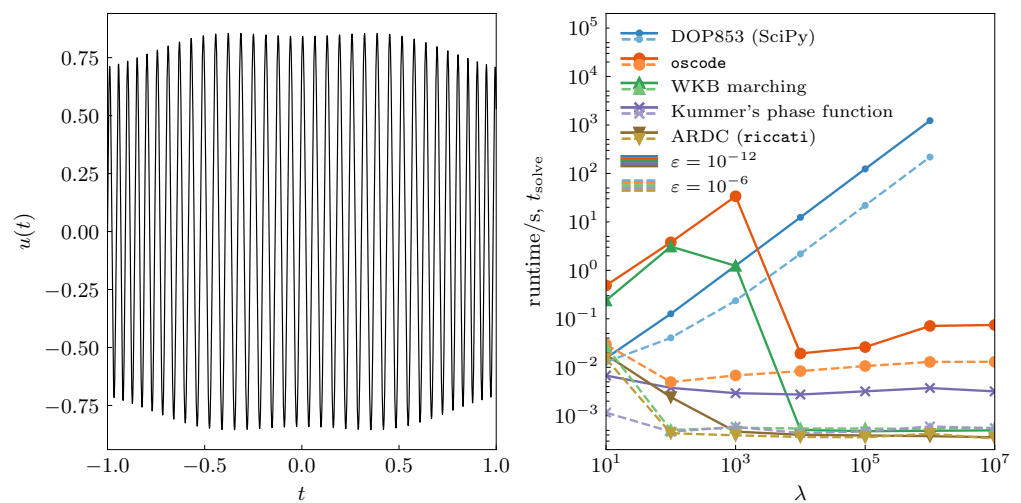 0.75
0.50
0.25
0.00
−0.25
−0.50
−0.75
u(t)
−1.0 −0.5 0.0 0.5 1.0
t
10^5
10^4
10^3
10^2
10^1
10^0
10^−1
10^−2
10^−3
runtime/s, t_solve
DOP853 (SciPy)
oscode
WKB marching
Kummer's phase function
ARDC (riccati)
ε = 10^−12
ε = 10^−6
10^1 10^3 10^5 10^7
λ